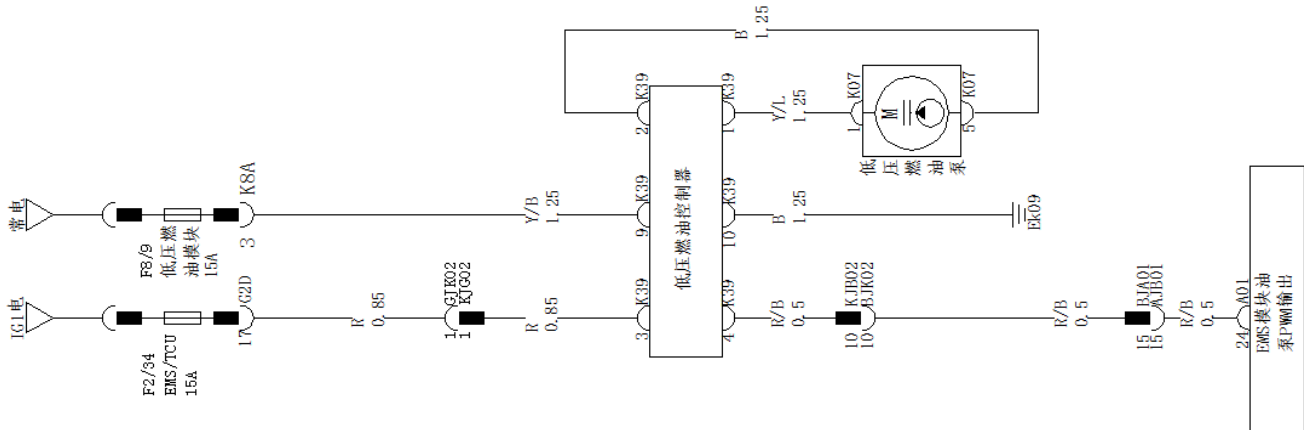 B
1.25
2
K39
1
K39
Y/L
1.25
1
K07
M
5
K07
低压燃油泵
常电
F8/9
低压燃
油模块
15A
3
K8A
Y/B
1.25
9
K39
低压燃油控制器
10
K39
B
1.25
Ek09
IG1电
F2/34
EMS/TCU
15A
17
G2D
R
0.85
1
GJK02
1
KJG02
R
0.85
3
K39
4
K39
R/B
0.5
10
KJB02
10
BJK02
R/B
0.5
15
BJA01
15
AJB01
R/B
0.5
24
A01
EMS模块油
泵PWM输出